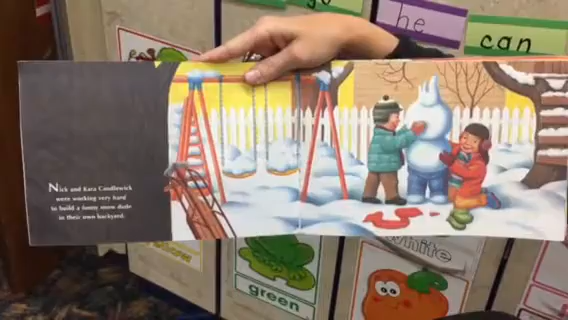 he
can
Nick and Kara Candlewick
were working very hard
to build a funny snow dude
in their own backyard.
white
green